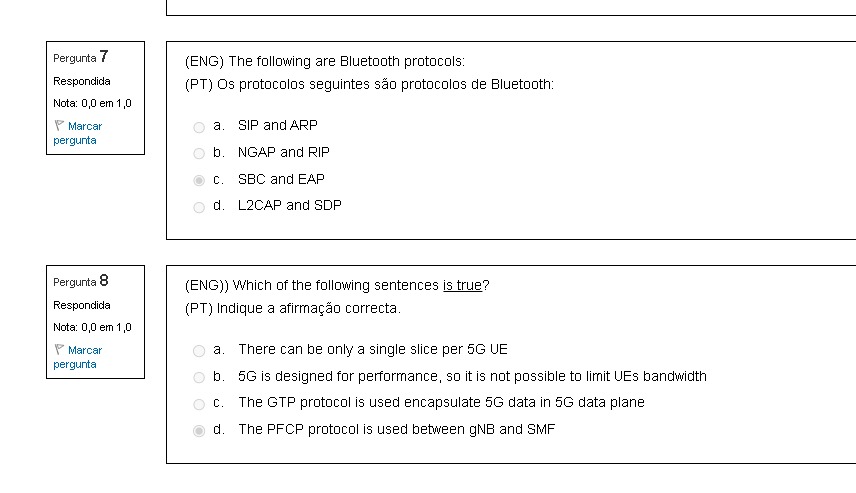 Pergunta 7
Respondida
Nota: 0,0 em 1,0
Marcar
pergunta
(ENG) The following are Bluetooth protocols:
(PT) Os protocolos seguintes são protocolos de Bluetooth:
a. SIP and ARP
b. NGAP and RIP
c. SBC and EAP
d. L2CAP and SDP
Pergunta 8
Respondida
Nota: 0,0 em 1,0
Marcar
pergunta
(ENG)) Which of the following sentences is true?
(PT) Indique a afirmação correcta.
a. There can be only a single slice per 5G UE
b. 5G is designed for performance, so it is not possible to limit UEs bandwidth
c. The GTP protocol is used encapsulate 5G data in 5G data plane
d. The PFCP protocol is used between gNB and SMF